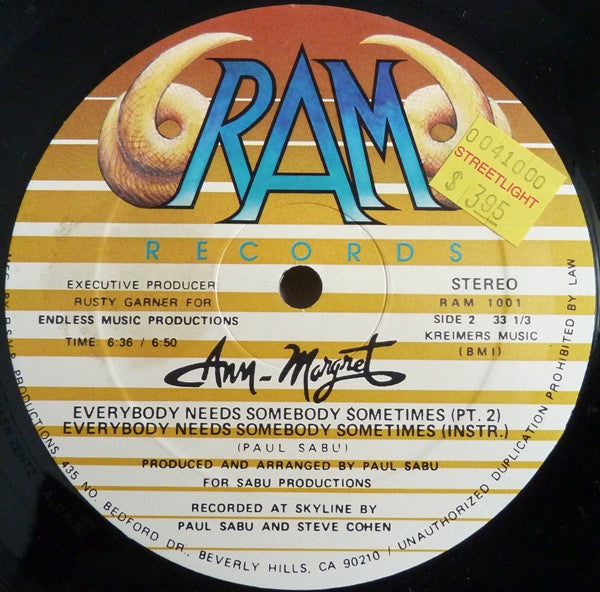 RAM
RECORDS
0041000
STREETLIGHT
$ 3.95
EXECUTIVE PRODUCER
RUSTY GARNER FOR
ENDLESS MUSIC PRODUCTIONS
TIME: 6:36 / 6:50
STEREO
RAM 1001
SIDE 2 33 1/3
KREIMERS MUSIC
(BMI)
Ann-Margret
EVERYBODY NEEDS SOMEBODY SOMETIMES (PT. 2)
EVERYBODY NEEDS SOMEBODY SOMETIMES (INSTR.)
(PAUL SABU)
PRODUCED AND ARRANGED BY PAUL SABU
FOR SABU PRODUCTIONS
RECORDED AT SKYLINE BY
PAUL SABU AND STEVE COHEN
PRODUCTIONS, 435 NO. BEDFORD DR., BEVERLY HILLS, CA 90210 / UNAUTHORIZED DUPLICATION PROHIBITED BY LAW